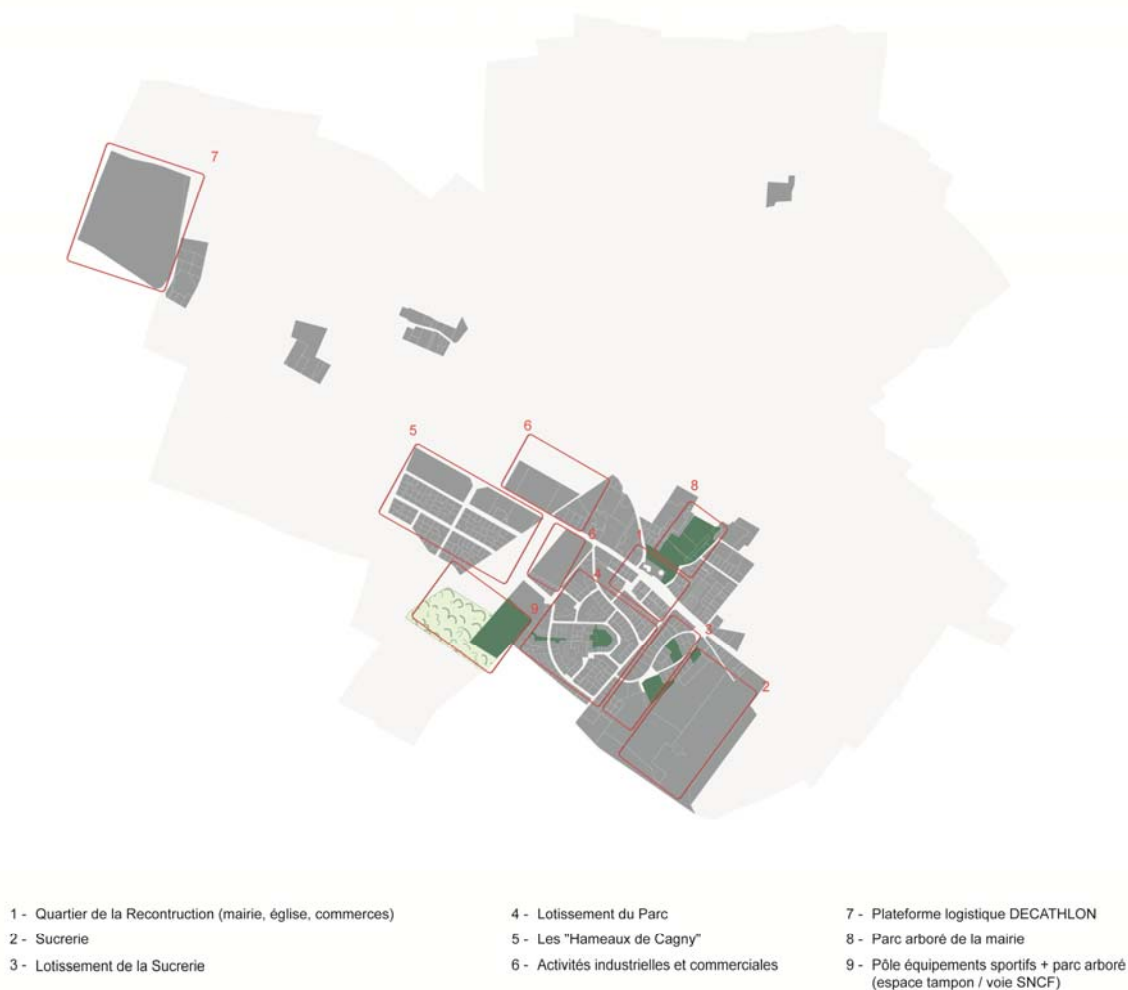 7
6
5
8
6
1
4
9
3
2
1 - Quartier de la Recontruction (mairie, église, commerces)
2 - Sucrerie
3 - Lotissement de la Sucrerie
4 - Lotissement du Parc
5 - Les "Hameaux de Cagny"
6 - Activités industrielles et commerciales
7 - Plateforme logistique DECATHLON
8 - Parc arboré de la mairie
9 - Pôle équipements sportifs + parc arboré
(espace tampon / voie SNCF)